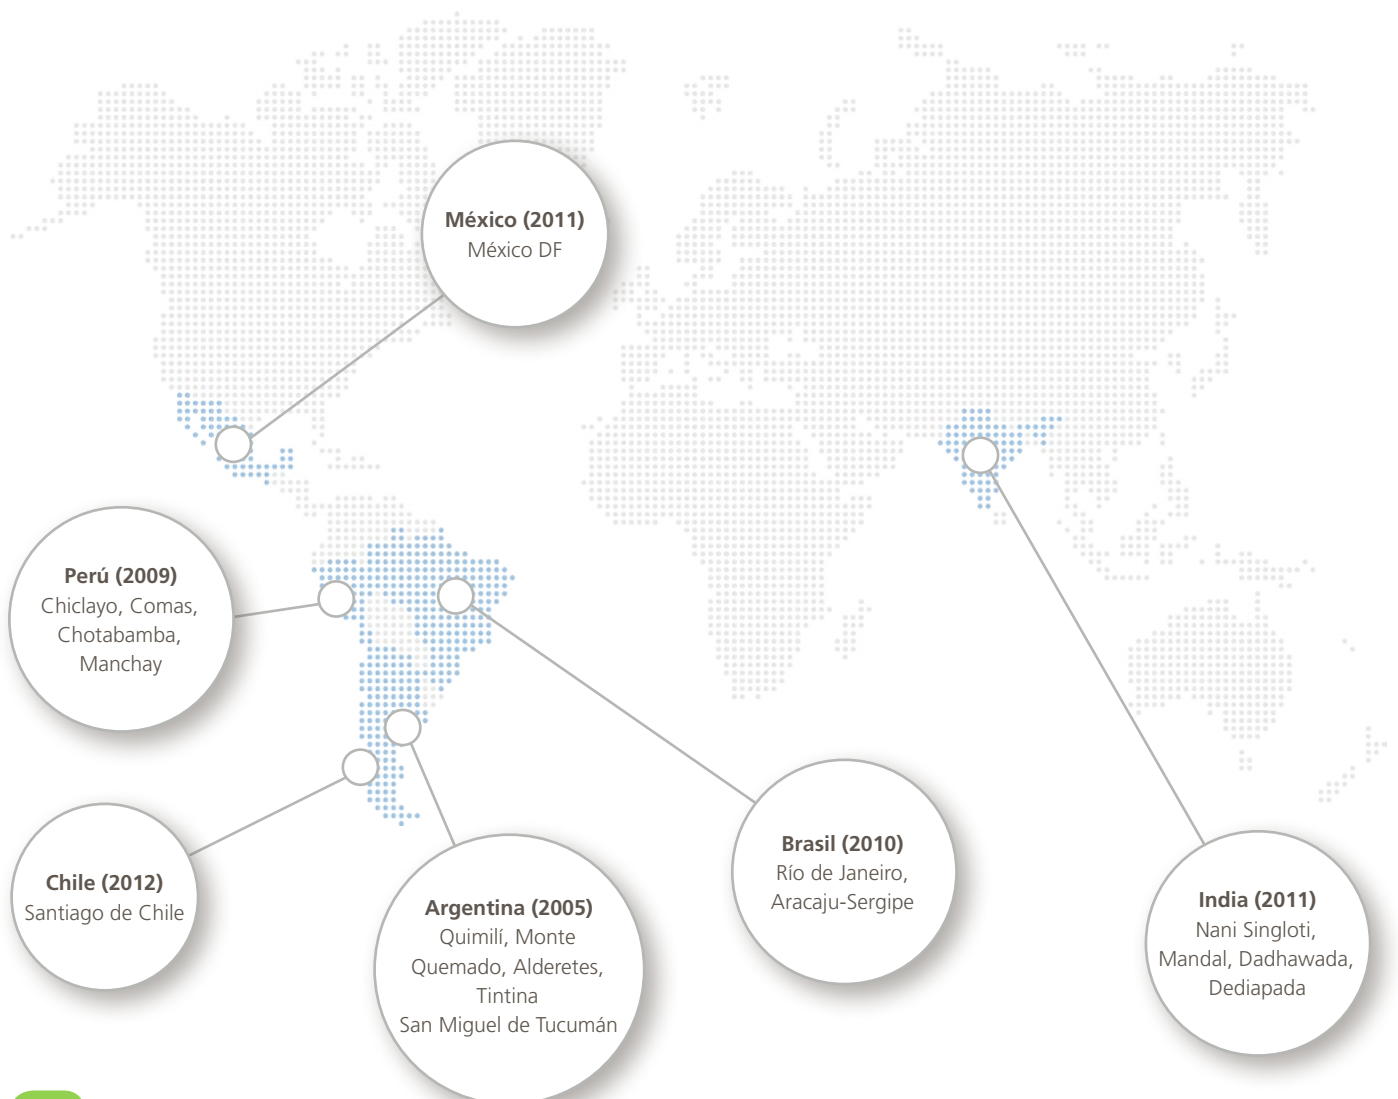 México (2011)
México DF
Perú (2009)
Chiclayo, Comas,
Chotabamba,
Manchay
Chile (2012)
Santiago de Chile
Argentina (2005)
Quimilí, Monte
Quemado, Alderetes,
Tintina
San Miguel de Tucumán
Brasil (2010)
Río de Janeiro,
Aracaju-Sergipe
India (2011)
Nani Singloti,
Mandal, Dadhawada,
Dediapada